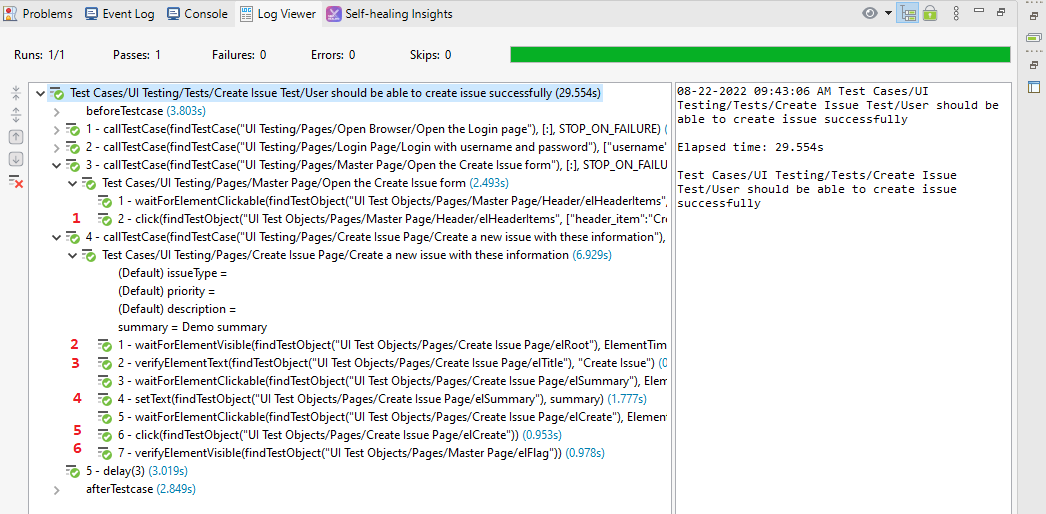 Problems Event Log Console Log Viewer Self-healing Insights
Runs: 1/1 Passes: 1 Failures: 0 Errors: 0 Skips: 0
Test Cases/UI Testing/Tests/Create Issue Test/User should be able to create issue successfully (29.554s)
beforeTestcase (3.803s)
1 - callTestCase(findTestCase("UI Testing/Pages/Open Browser/Open the Login page"), [:], STOP_ON_FAILURE) (
2 - callTestCase(findTestCase("UI Testing/Pages/Login Page/Login with username and password"), ["username"
3 - callTestCase(findTestCase("UI Testing/Pages/Master Page/Open the Create Issue form"), [:], STOP_ON_FAILU
Test Cases/UI Testing/Pages/Master Page/Open the Create Issue form (2.493s)
1 - waitForElementClickable(findTestObject("UI Test Objects/Pages/Master Page/Header/elHeaderItems",
1 2 - click(findTestObject("UI Test Objects/Pages/Master Page/Header/elHeaderItems", ["header_item":"Cre
4 - callTestCase(findTestCase("UI Testing/Pages/Create Issue Page/Create a new issue with these information"),
Test Cases/UI Testing/Pages/Create Issue Page/Create a new issue with these information (6.929s)
(Default) issueType =
(Default) priority =
(Default) description =
summary = Demo summary
2 1 - waitForElementVisible(findTestObject("UI Test Objects/Pages/Create Issue Page/elRoot"), ElementTim
3 2 - verifyElementText(findTestObject("UI Test Objects/Pages/Create Issue Page/elTitle"), "Create Issue") (0
3 - waitForElementClickable(findTestObject("UI Test Objects/Pages/Create Issue Page/elSummary"), Elem
4 4 - setText(findTestObject("UI Test Objects/Pages/Create Issue Page/elSummary"), summary) (1.777s)
5 - waitForElementClickable(findTestObject("UI Test Objects/Pages/Create Issue Page/elCreate"), Element
5 6 - click(findTestObject("UI Test Objects/Pages/Create Issue Page/elCreate")) (0.953s)
6 7 - verifyElementVisible(findTestObject("UI Test Objects/Pages/Master Page/elFlag")) (0.978s)
5 - delay(3) (3.019s)
afterTestcase (2.849s)
08-22-2022 09:43:06 AM Test Cases/UI
Testing/Tests/Create Issue Test/User should be
able to create issue successfully
Elapsed time: 29.554s
Test Cases/UI Testing/Tests/Create Issue
Test/User should be able to create issue
successfully